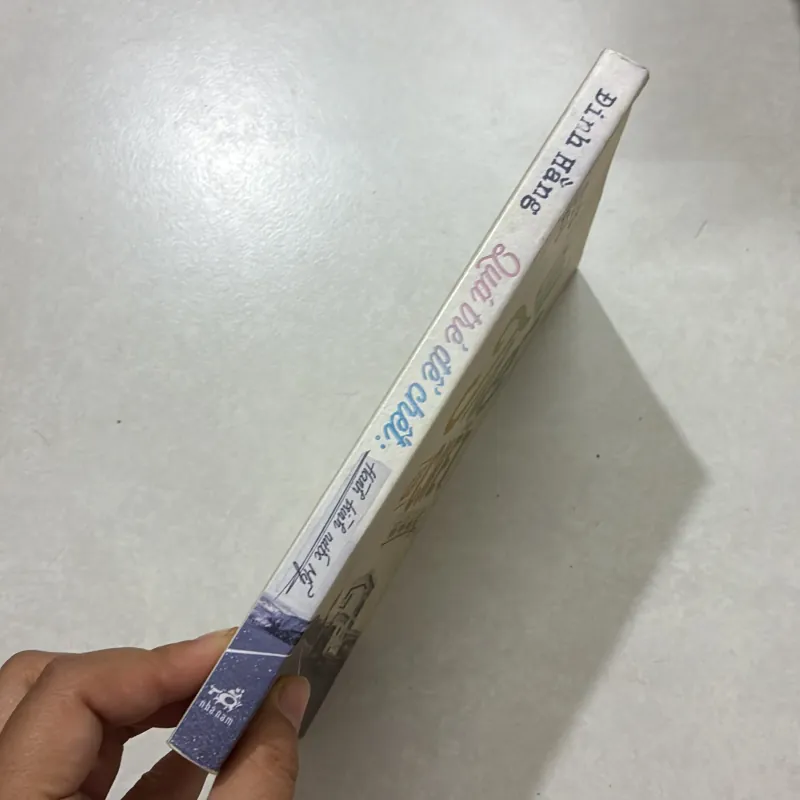 Đinh Hằng
Quá trẻ để chết:
Hành trình nước Mỹ
nhã nam